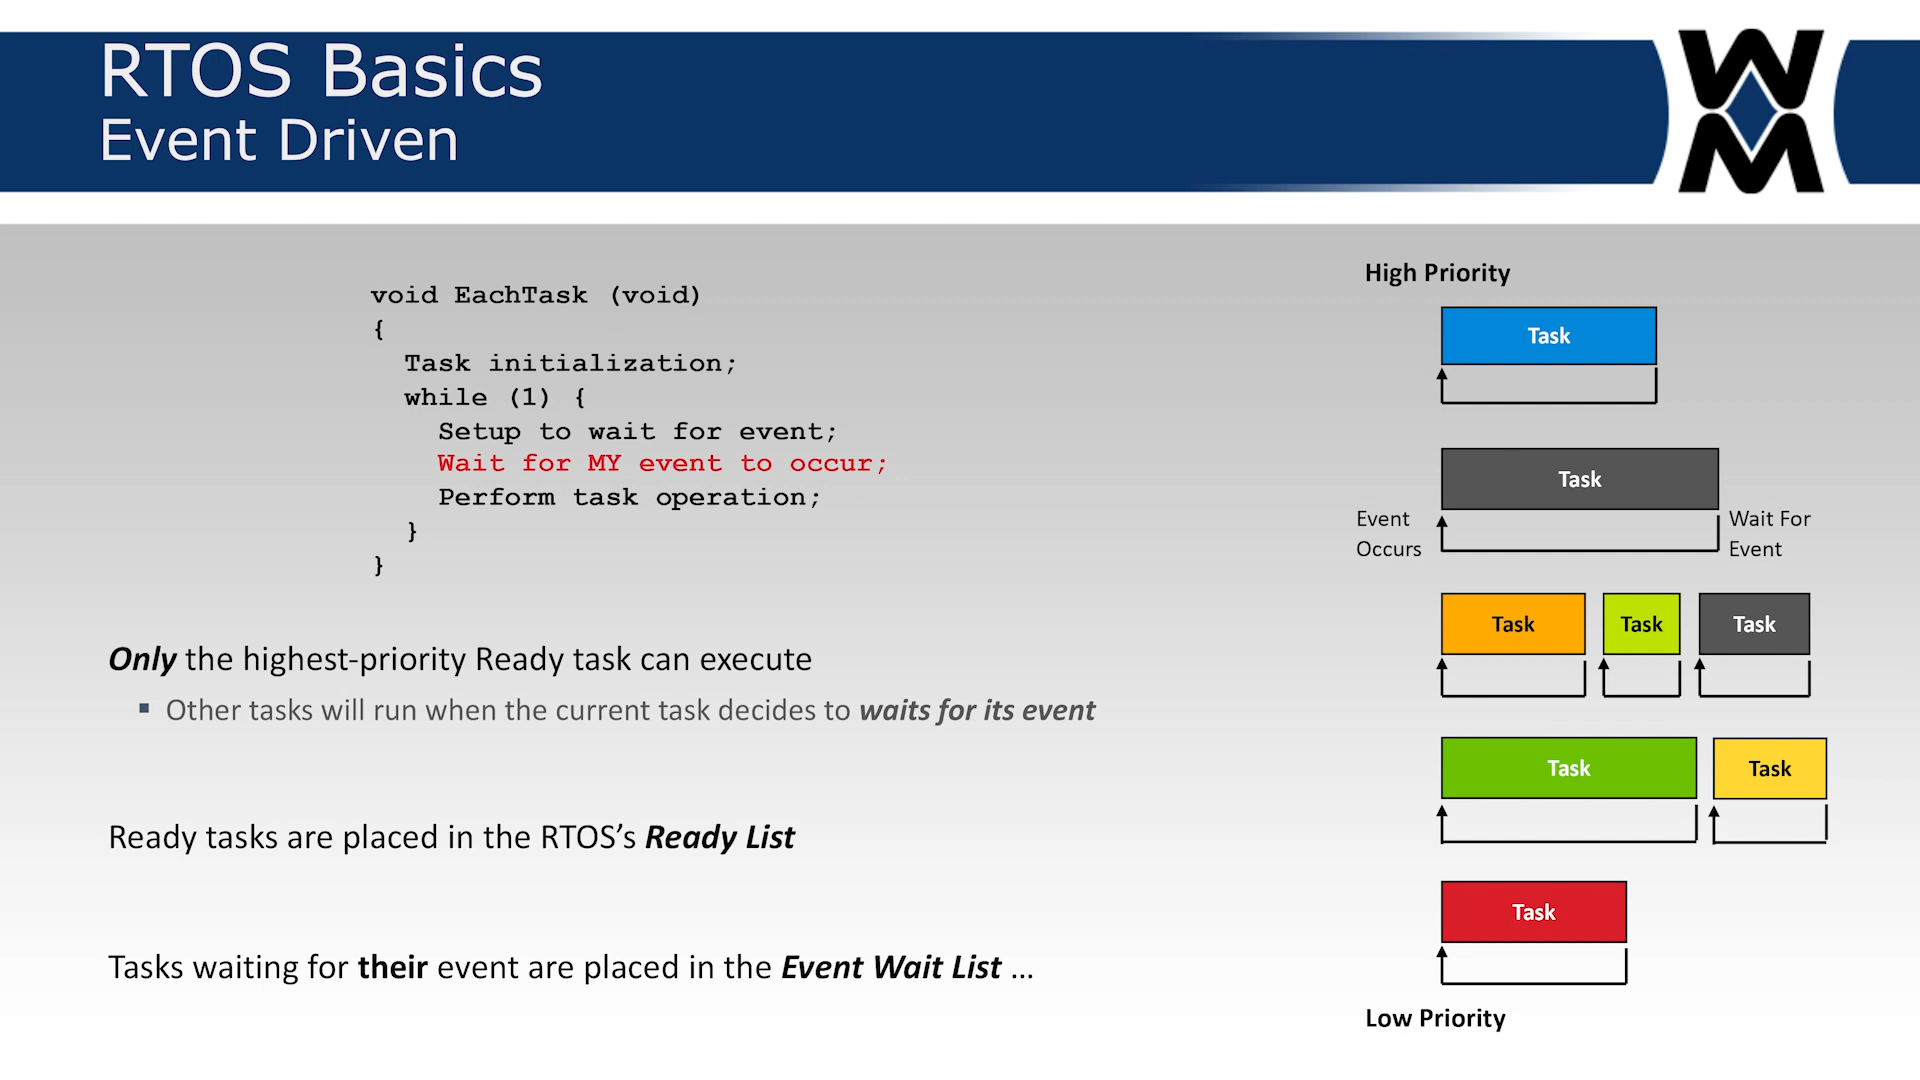 RTOS Basics
Event Driven
WM
void EachTask (void)
{
Task initialization;
while (1) {
Setup to wait for event;
Wait for MY event to occur;
Perform task operation;
}
}
Only the highest-priority Ready task can execute
▪ Other tasks will run when the current task decides to waits for its event
Ready tasks are placed in the RTOS’s Ready List
Tasks waiting for their event are placed in the Event Wait List ...
High Priority
Task
Task
Event
Occurs
Wait For
Event
Task Task Task
Task Task
Task
Low Priority